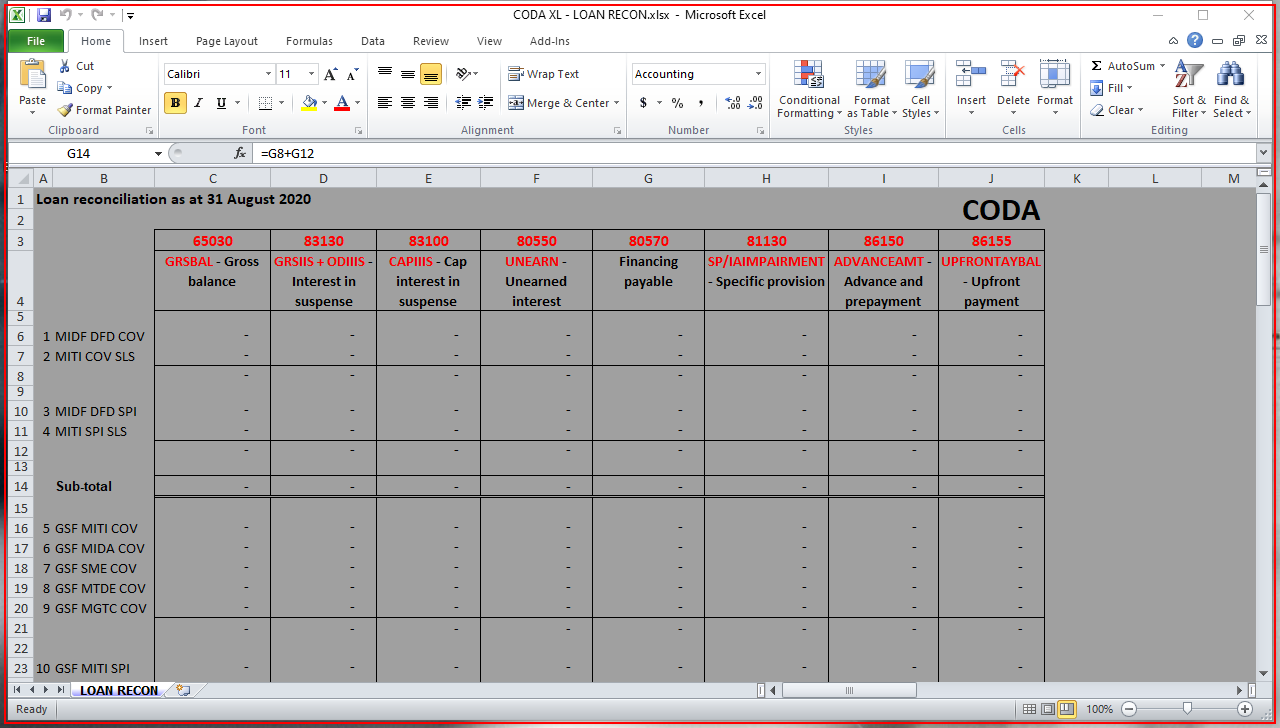 CODA XL - LOAN RECON.xlsx - Microsoft Excel
File Home Insert Page Layout Formulas Data Review View Add-Ins
Paste
Cut
Copy
Format Painter
Clipboard
Calibri 11
B I U
Font
Wrap Text
Merge & Center
Alignment
Accounting
$ % ,
Number
Conditional Formatting
Format as Table
Cell Styles
Styles
Insert
Delete
Format
Cells
AutoSum
Fill
Clear
Sort & Filter
Find & Select
Editing
G14 fx =G8+G12
A B C D E F G H I J K L M
1 Loan reconciliation as at 31 August 2020
2 CODA
3 65030 83130 83100 80550 80570 81130 86150 86155
GRSBAL - Gross GRSIIS + ODIIIS - CAPIIIS - Cap UNEARN - Financing SP/IAIMPAIRMENT ADVANCEAMT - UPFRONTAYBAL
balance Interest in interest in Unearned payable - Specific provision Advance and - Upfront
4 suspense suspense interest prepayment payment
5
6 1 MIDF DFD COV - - - - - - - -
7 2 MITI COV SLS - - - - - - - -
8 - - - - - - - -
9
10 3 MIDF DFD SPI - - - - - - - -
11 4 MITI SPI SLS - - - - - - - -
12 - - - - - - - -
13
14 Sub-total - - - - - - - -
15
16 5 GSF MITI COV - - - - - - - -
17 6 GSF MIDA COV - - - - - - - -
18 7 GSF SME COV - - - - - - - -
19 8 GSF MTDE COV - - - - - - - -
20 9 GSF MGTC COV - - - - - - - -
21 - - - - - - - -
22
23 10 GSF MITI SPI - - - - - - - -
LOAN RECON
Ready 100%